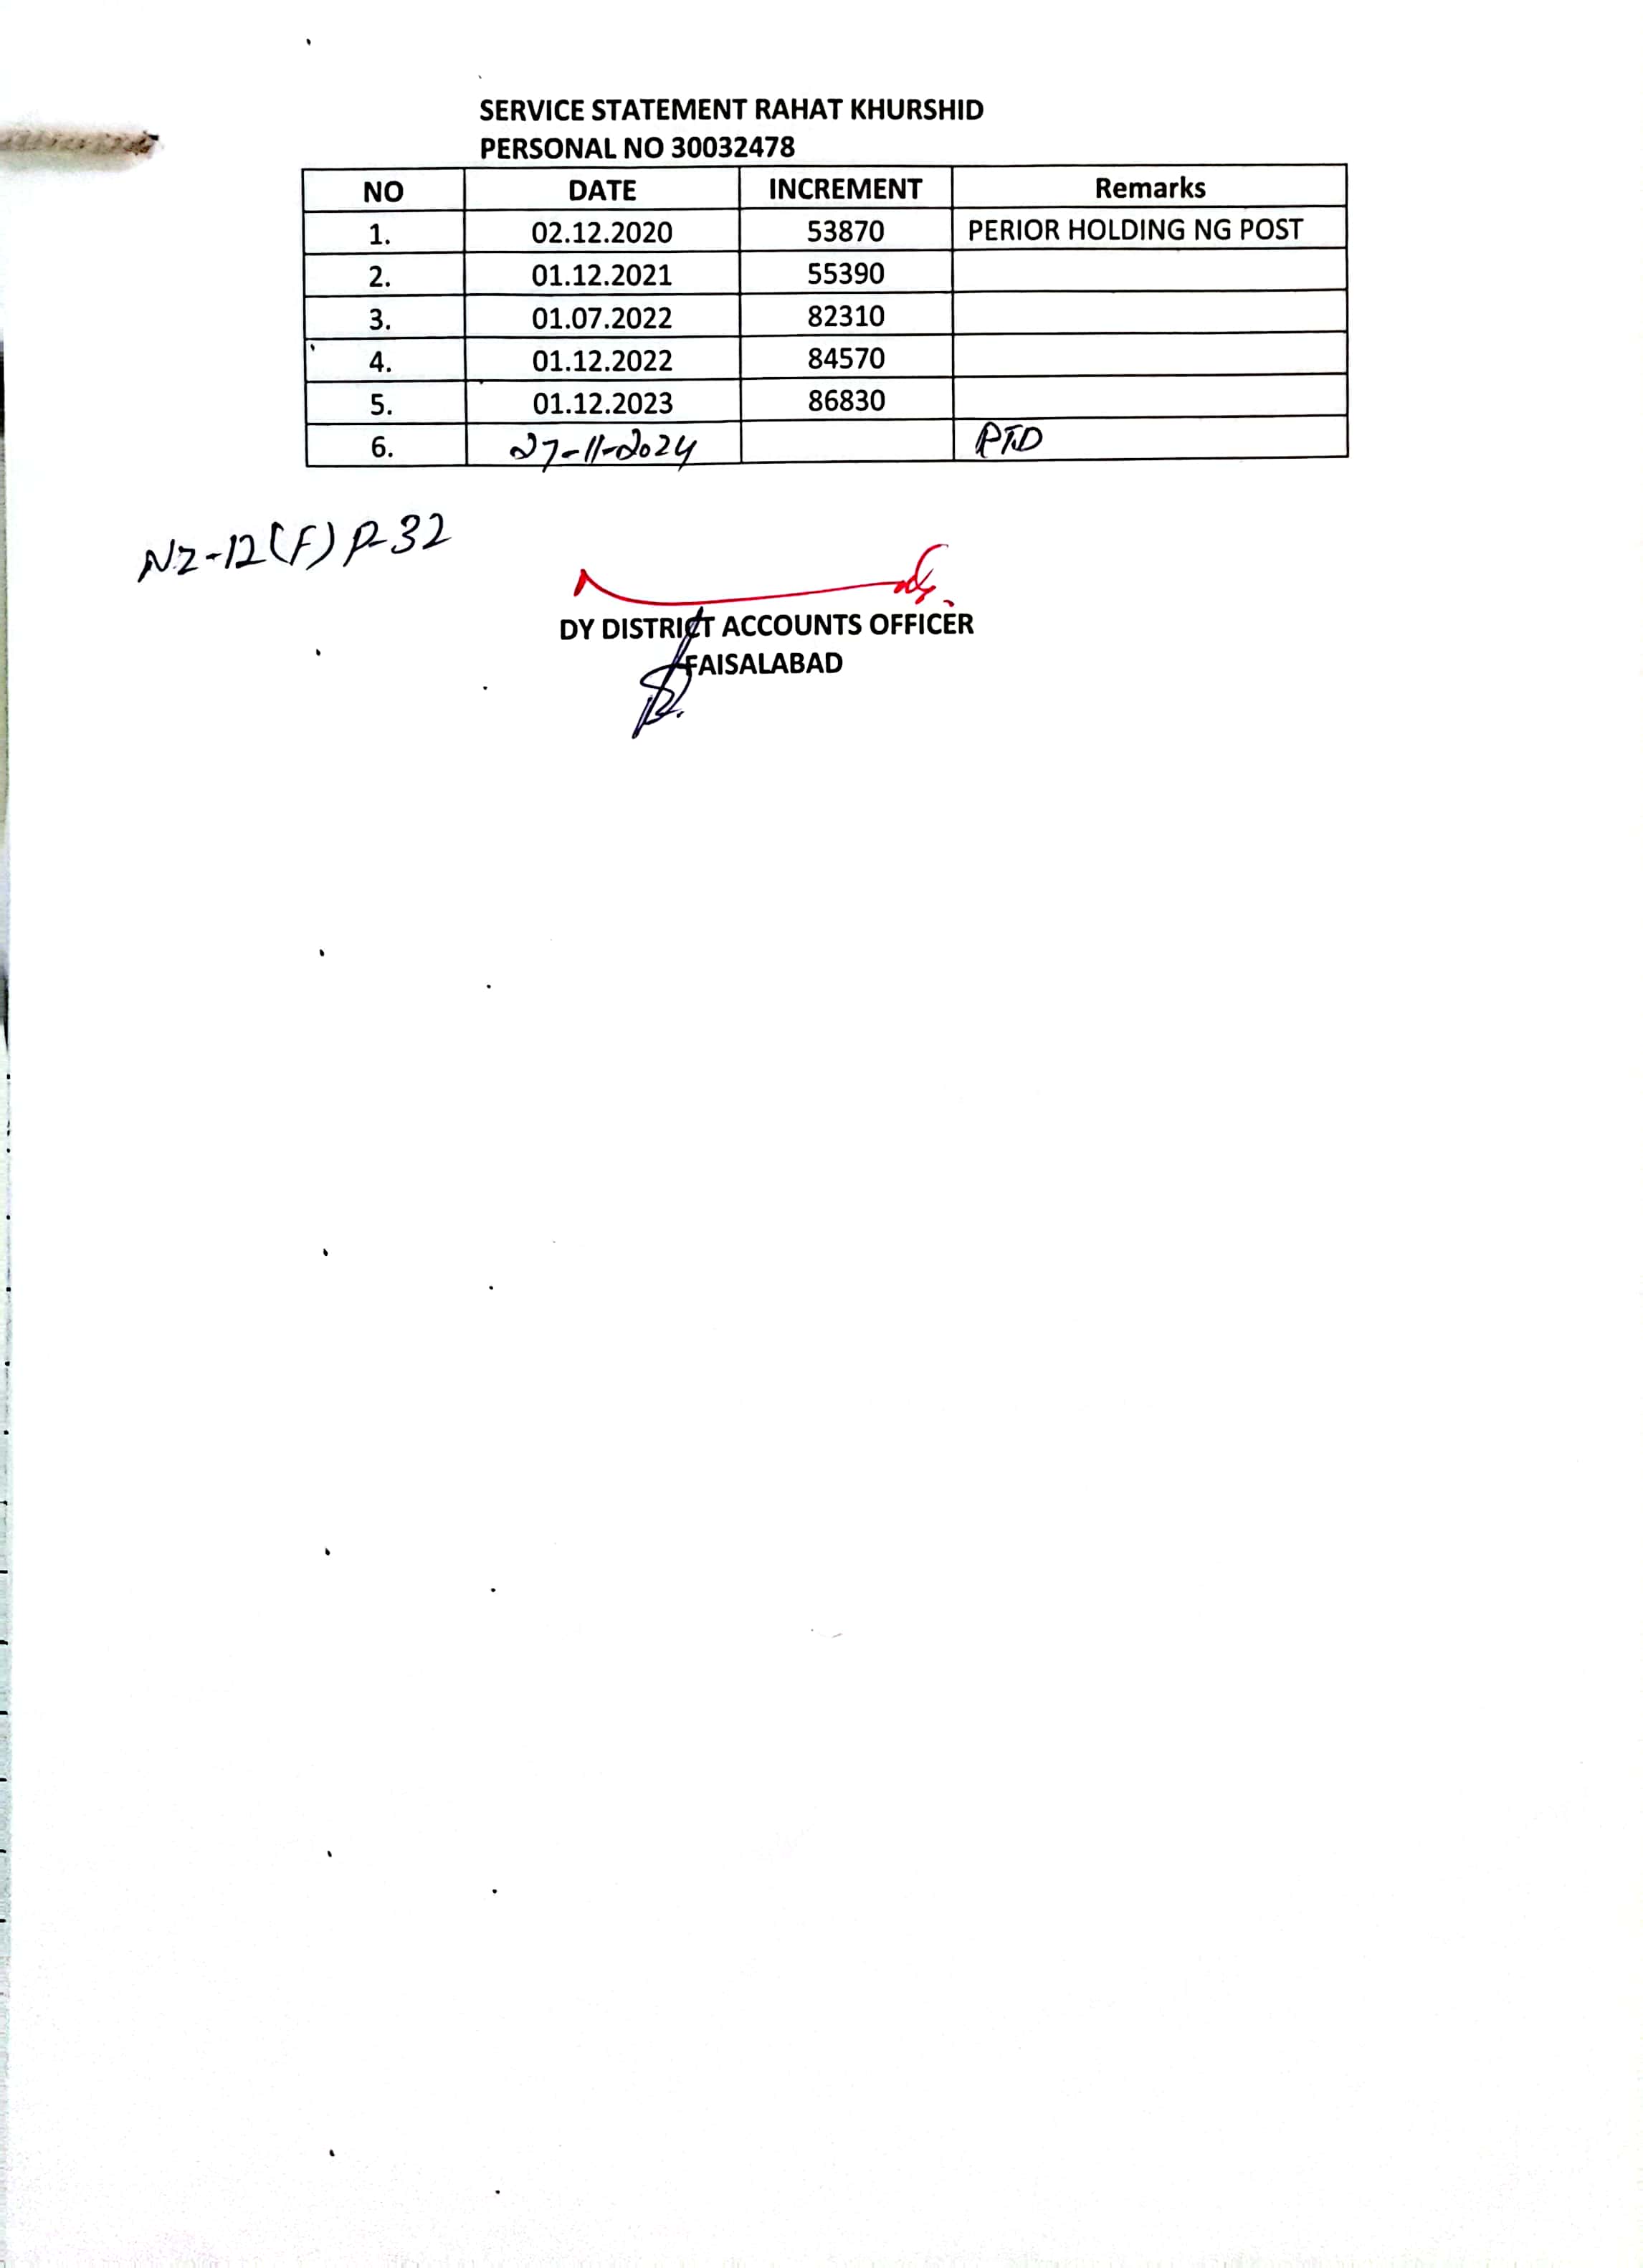 SERVICE STATEMENT RAHAT KHURSHID
PERSONAL NO 30032478
NO DATE INCREMENT Remarks
1. 02.12.2020 53870 PERIOR HOLDING NG POST
2. 01.12.2021 55390
3. 01.07.2022 82310
4. 01.12.2022 84570
5. 01.12.2023 86830
6. 27-11-2024 PTD
NZ-12(F) P-32
DY DISTRICT ACCOUNTS OFFICER
FAISALABAD